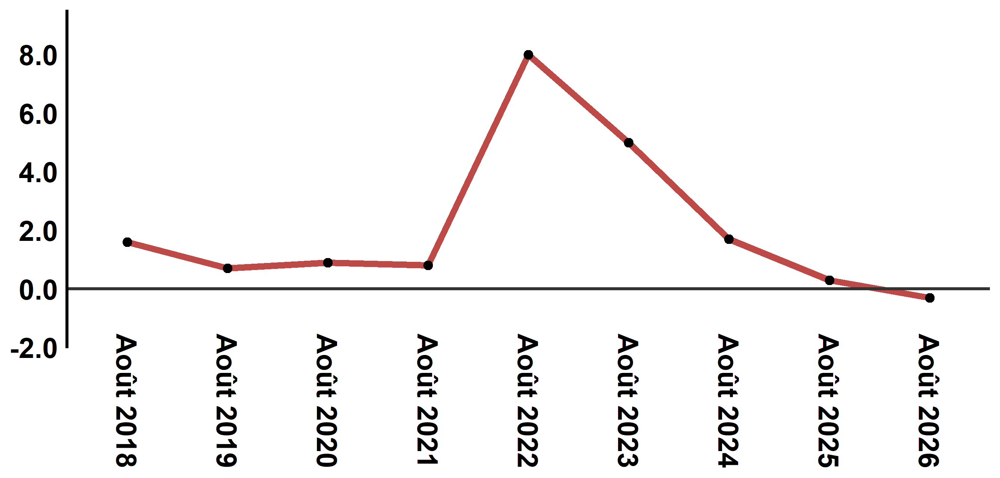 8.0
6.0
4.0
2.0
0.0
-2.0
Août 2018
Août 2019
Août 2020
Août 2021
Août 2022
Août 2023
Août 2024
Août 2025
Août 2026